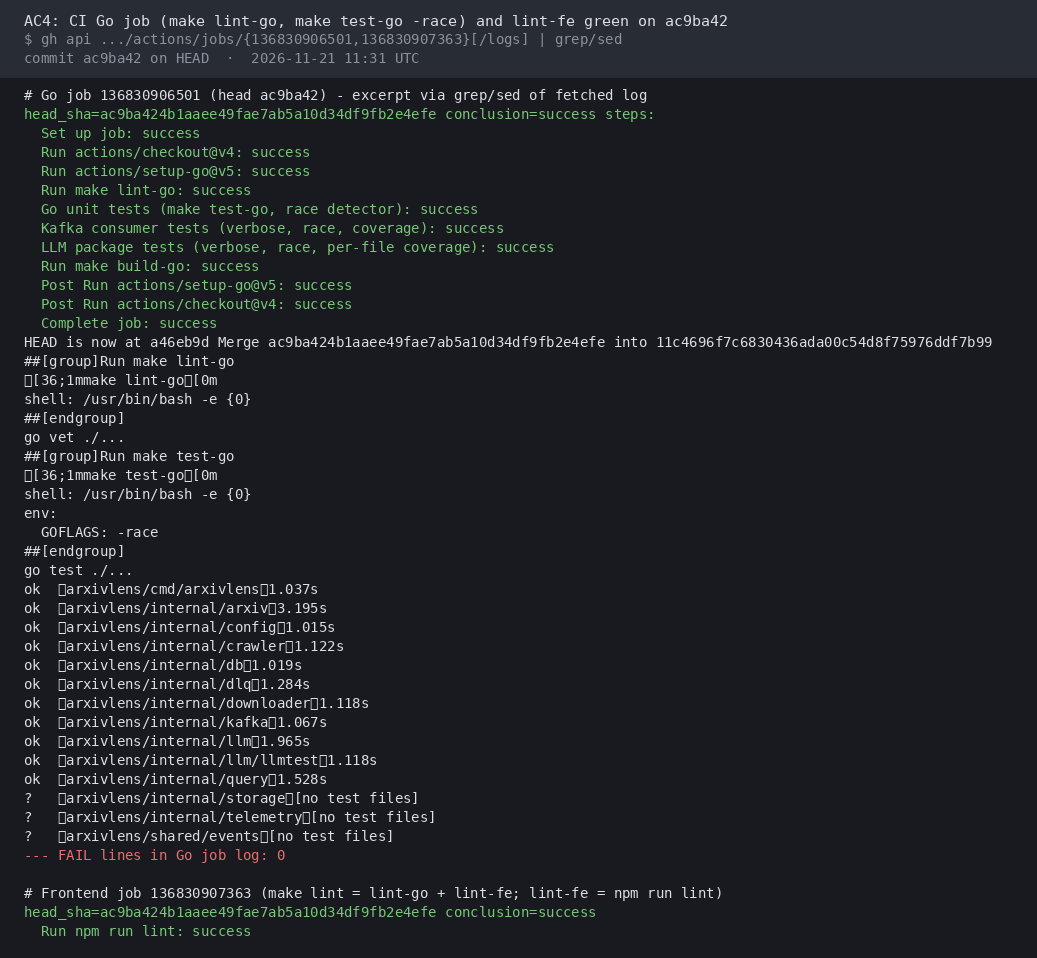 AC4: CI Go job (make lint-go, make test-go -race) and lint-fe green on ac9ba42
$ gh api .../actions/jobs/{136830906501,136830907363}[/logs] | grep/sed
commit ac9ba42 on HEAD · 2026-11-21 11:31 UTC
# Go job 136830906501 (head ac9ba42) - excerpt via grep/sed of fetched log
head_sha=ac9ba424b1aaee49fae7ab5a10d34df9fb2e4efe conclusion=success steps:
  Set up job: success
  Run actions/checkout@v4: success
  Run actions/setup-go@v5: success
  Run make lint-go: success
  Go unit tests (make test-go, race detector): success
  Kafka consumer tests (verbose, race, coverage): success
  LLM package tests (verbose, race, per-file coverage): success
  Run make build-go: success
  Post Run actions/setup-go@v5: success
  Post Run actions/checkout@v4: success
  Complete job: success
HEAD is now at a46eb9d Merge ac9ba424b1aaee49fae7ab5a10d34df9fb2e4efe into 11c4696f7c6830436ada00c54d8f75976ddf7b99
##[group]Run make lint-go
▯[36;1mmake lint-go▯[0m
shell: /usr/bin/bash -e {0}
##[endgroup]
go vet ./...
##[group]Run make test-go
▯[36;1mmake test-go▯[0m
shell: /usr/bin/bash -e {0}
env:
  GOFLAGS: -race
##[endgroup]
go test ./...
ok  ▯arxivlens/cmd/arxivlens▯1.037s
ok  ▯arxivlens/internal/arxiv▯3.195s
ok  ▯arxivlens/internal/config▯1.015s
ok  ▯arxivlens/internal/crawler▯1.122s
ok  ▯arxivlens/internal/db▯1.019s
ok  ▯arxivlens/internal/dlq▯1.284s
ok  ▯arxivlens/internal/downloader▯1.118s
ok  ▯arxivlens/internal/kafka▯1.067s
ok  ▯arxivlens/internal/llm▯1.965s
ok  ▯arxivlens/internal/llm/llmtest▯1.118s
ok  ▯arxivlens/internal/query▯1.528s
?   ▯arxivlens/internal/storage▯[no test files]
?   ▯arxivlens/internal/telemetry▯[no test files]
?   ▯arxivlens/shared/events▯[no test files]
--- FAIL lines in Go job log: 0
# Frontend job 136830907363 (make lint = lint-go + lint-fe; lint-fe = npm run lint)
head_sha=ac9ba424b1aaee49fae7ab5a10d34df9fb2e4efe conclusion=success
  Run npm run lint: success